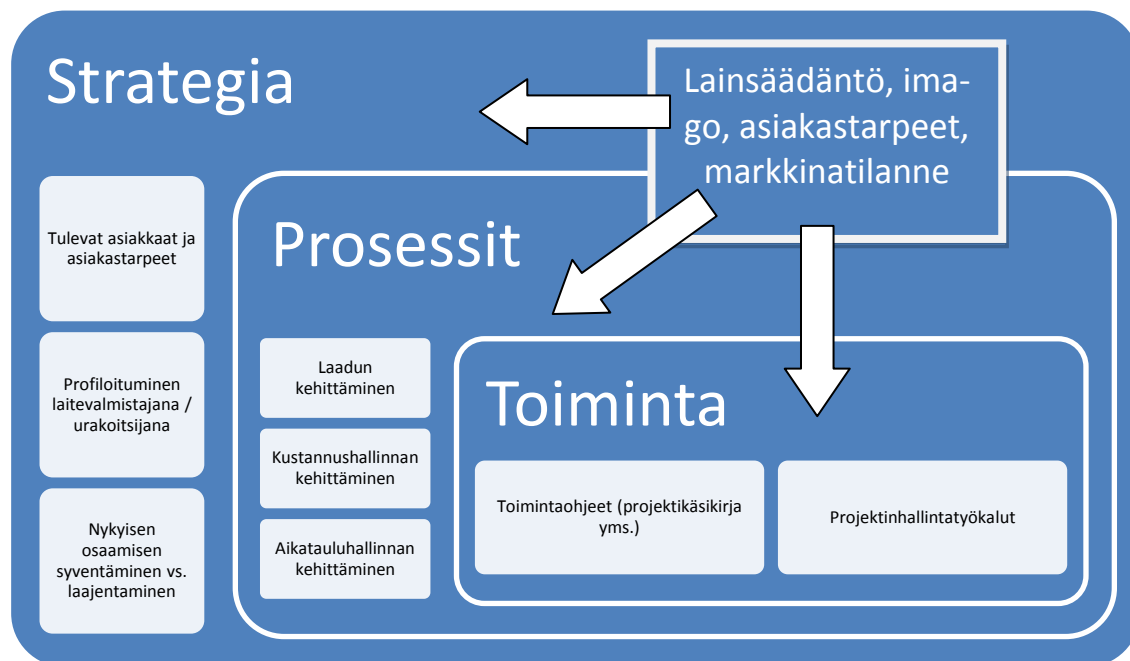 Strategia
Lainsäädäntö, ima-
go, asiakastarpeet,
markkinatilanne
Tulevat asiakkaat ja
asiakastarpeet
Profiloituminen
laitevalmistajana /
urakoitsijana
Nykyisen
osaamisen
syventäminen vs.
laajentaminen
Prosessit
Laadun
kehittäminen
Kustannushallinnan
kehittäminen
Aikatauluhallinnan
kehittäminen
Toiminta
Toimintaohjeet (projektikäsikirja
yms.)
Projektinhallintatyökalut